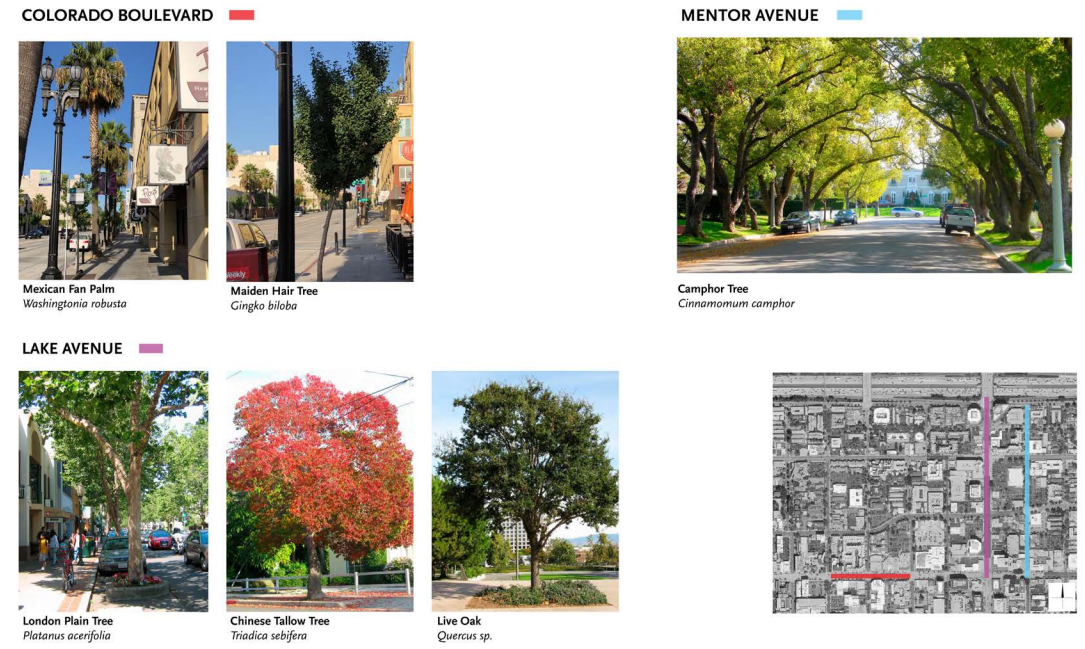 COLORADO BOULEVARD
Mexican Fan Palm
Washingtonia robusta
Maiden Hair Tree
Gingko biloba
MENTOR AVENUE
Camphor Tree
Cinnamomum camphor
LAKE AVENUE
London Plain Tree
Platanus acerifolia
Chinese Tallow Tree
Triadica sebifera
Live Oak
Quercus sp.